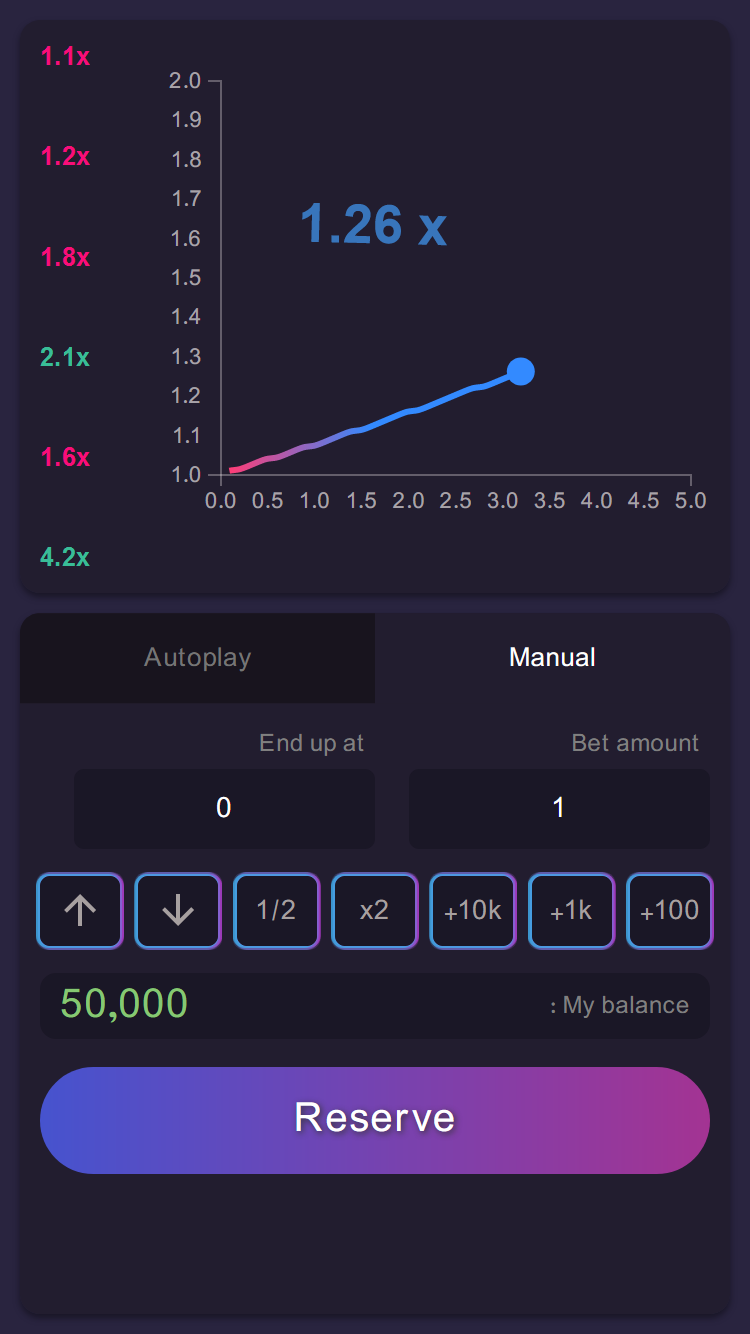 1.1x
1.2x
1.8x
2.1x
1.6x
4.2x
2.0
1.9
1.8
1.7
1.6
1.5
1.4
1.3
1.2
1.1
1.0
1.26 x
0.0 0.5 1.0 1.5 2.0 2.5 3.0 3.5 4.0 4.5 5.0
Autoplay Manual
End up at Bet amount
0 1
1/2 x2 +10k +1k +100
50,000 : My balance
Reserve